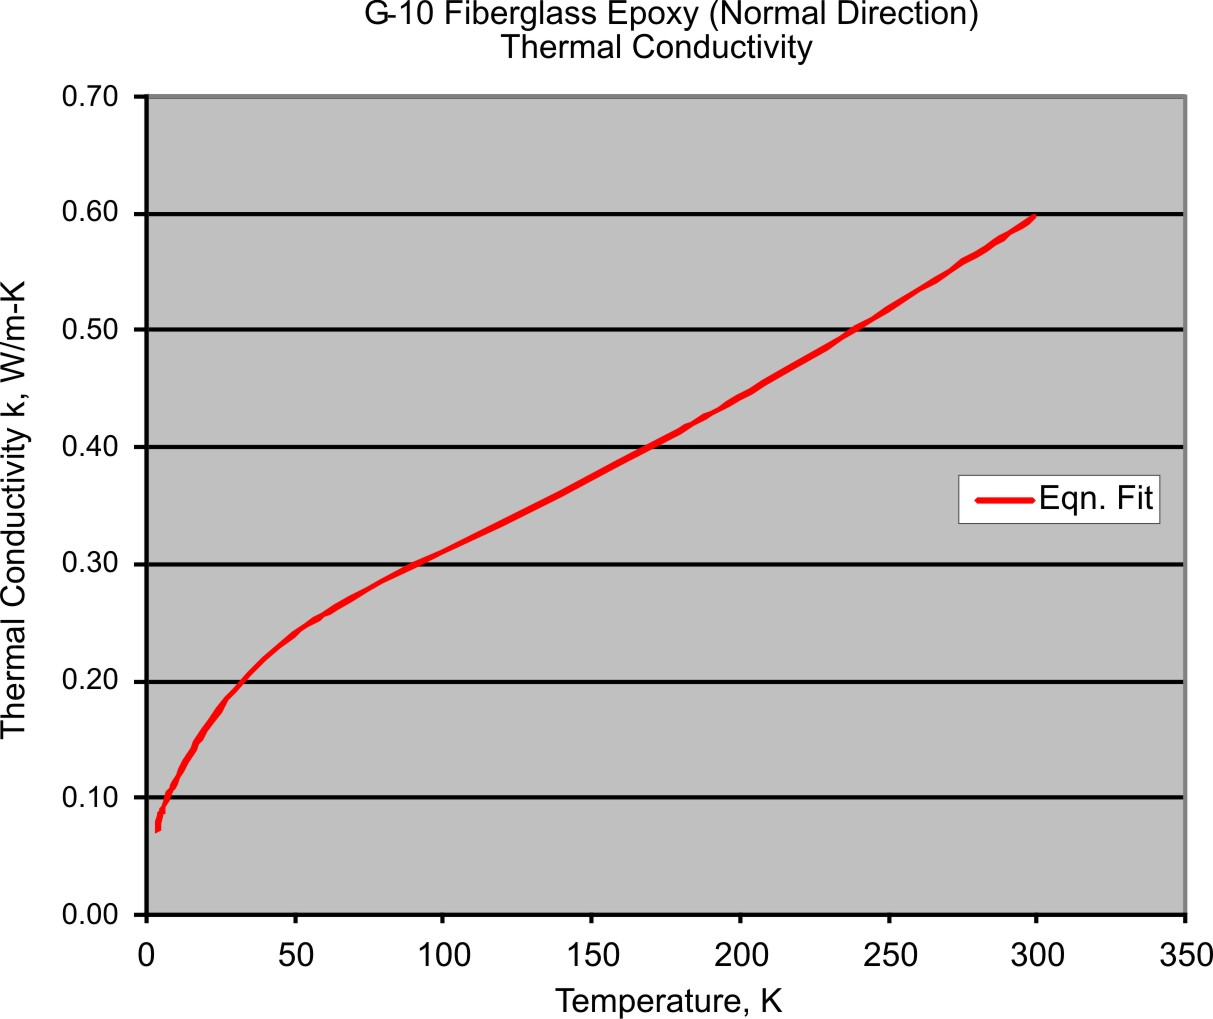 G-10 Fiberglass Epoxy (Normal Direction)
Thermal Conductivity
0.70
0.60
0.50
0.40
0.30
0.20
0.10
0.00
Thermal Conductivity k, W/m-K
Eqn. Fit
0 50 100 150 200 250 300 350
Temperature, K